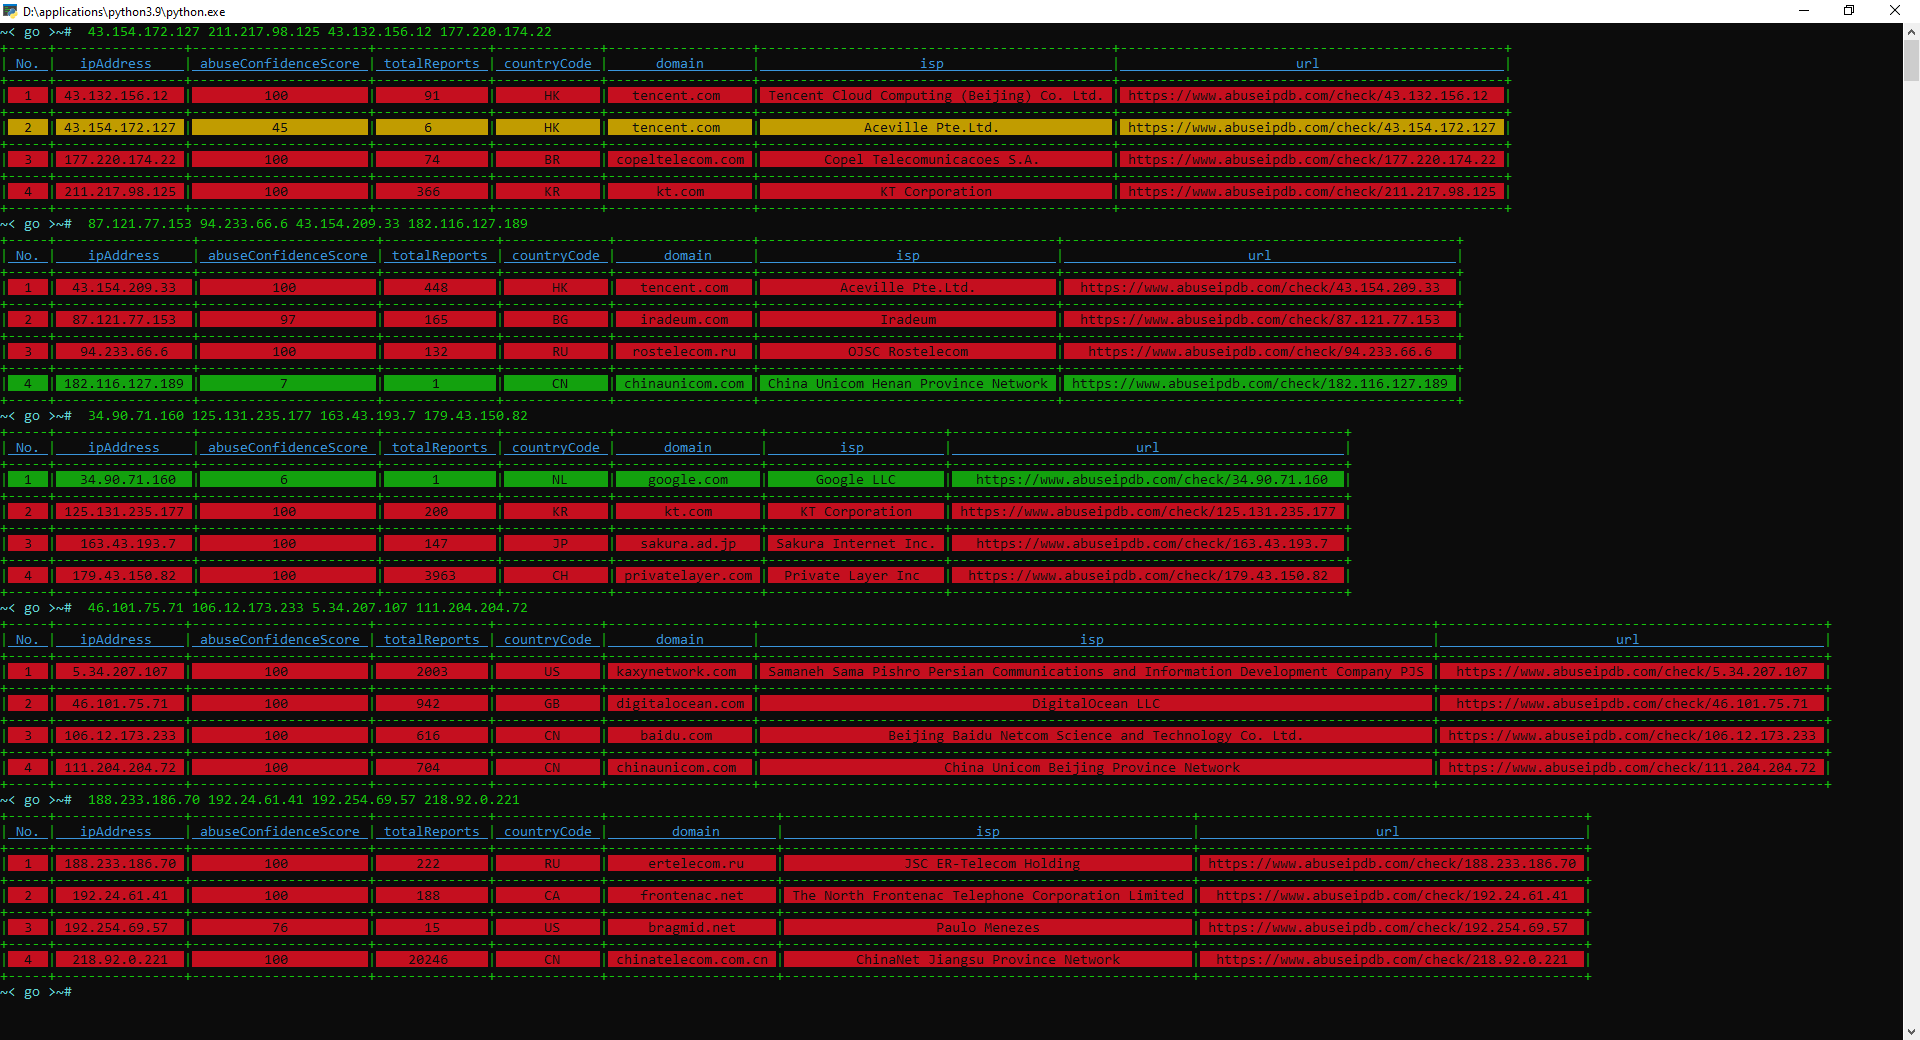 D:\applications\python3.9\python.exe
~< go >~#  43.154.172.127 211.217.98.125 43.132.156.12 177.220.174.22
| No. | ipAddress | abuseConfidenceScore | totalReports | countryCode | domain | isp | url |
| 1 | 43.132.156.12 | 100 | 91 | HK | tencent.com | Tencent Cloud Computing (Beijing) Co. Ltd. | https://www.abuseipdb.com/check/43.132.156.12 |
| 2 | 43.154.172.127 | 45 | 6 | HK | tencent.com | Aceville Pte.Ltd. | https://www.abuseipdb.com/check/43.154.172.127 |
| 3 | 177.220.174.22 | 100 | 74 | BR | copeltelecom.com | Copel Telecomunicacoes S.A. | https://www.abuseipdb.com/check/177.220.174.22 |
| 4 | 211.217.98.125 | 100 | 366 | KR | kt.com | KT Corporation | https://www.abuseipdb.com/check/211.217.98.125 |
~< go >~#  87.121.77.153 94.233.66.6 43.154.209.33 182.116.127.189
| No. | ipAddress | abuseConfidenceScore | totalReports | countryCode | domain | isp | url |
| 1 | 43.154.209.33 | 100 | 448 | HK | tencent.com | Aceville Pte.Ltd. | https://www.abuseipdb.com/check/43.154.209.33 |
| 2 | 87.121.77.153 | 97 | 165 | BG | iradeum.com | Iradeum | https://www.abuseipdb.com/check/87.121.77.153 |
| 3 | 94.233.66.6 | 100 | 132 | RU | rostelecom.ru | OJSC Rostelecom | https://www.abuseipdb.com/check/94.233.66.6 |
| 4 | 182.116.127.189 | 7 | 1 | CN | chinaunicom.com | China Unicom Henan Province Network | https://www.abuseipdb.com/check/182.116.127.189 |
~< go >~#  34.90.71.160 125.131.235.177 163.43.193.7 179.43.150.82
| No. | ipAddress | abuseConfidenceScore | totalReports | countryCode | domain | isp | url |
| 1 | 34.90.71.160 | 6 | 1 | NL | google.com | Google LLC | https://www.abuseipdb.com/check/34.90.71.160 |
| 2 | 125.131.235.177 | 100 | 200 | KR | kt.com | KT Corporation | https://www.abuseipdb.com/check/125.131.235.177 |
| 3 | 163.43.193.7 | 100 | 147 | JP | sakura.ad.jp | Sakura Internet Inc. | https://www.abuseipdb.com/check/163.43.193.7 |
| 4 | 179.43.150.82 | 100 | 3963 | CH | privatelayer.com | Private Layer Inc | https://www.abuseipdb.com/check/179.43.150.82 |
~< go >~#  46.101.75.71 106.12.173.233 5.34.207.107 111.204.204.72
| No. | ipAddress | abuseConfidenceScore | totalReports | countryCode | domain | isp | url |
| 1 | 5.34.207.107 | 100 | 2003 | US | kaxynetwork.com | Samaneh Sama Pishro Persian Communications and Information Development Company PJS | https://www.abuseipdb.com/check/5.34.207.107 |
| 2 | 46.101.75.71 | 100 | 942 | GB | digitalocean.com | DigitalOcean LLC | https://www.abuseipdb.com/check/46.101.75.71 |
| 3 | 106.12.173.233 | 100 | 616 | CN | baidu.com | Beijing Baidu Netcom Science and Technology Co. Ltd. | https://www.abuseipdb.com/check/106.12.173.233 |
| 4 | 111.204.204.72 | 100 | 704 | CN | chinaunicom.com | China Unicom Beijing Province Network | https://www.abuseipdb.com/check/111.204.204.72 |
~< go >~#  188.233.186.70 192.24.61.41 192.254.69.57 218.92.0.221
| No. | ipAddress | abuseConfidenceScore | totalReports | countryCode | domain | isp | url |
| 1 | 188.233.186.70 | 100 | 222 | RU | ertelecom.ru | JSC ER-Telecom Holding | https://www.abuseipdb.com/check/188.233.186.70 |
| 2 | 192.24.61.41 | 100 | 188 | CA | frontenac.net | The North Frontenac Telephone Corporation Limited | https://www.abuseipdb.com/check/192.24.61.41 |
| 3 | 192.254.69.57 | 76 | 15 | US | bragmid.net | Paulo Menezes | https://www.abuseipdb.com/check/192.254.69.57 |
| 4 | 218.92.0.221 | 100 | 20246 | CN | chinatelecom.com.cn | ChinaNet Jiangsu Province Network | https://www.abuseipdb.com/check/218.92.0.221 |
~< go >~#